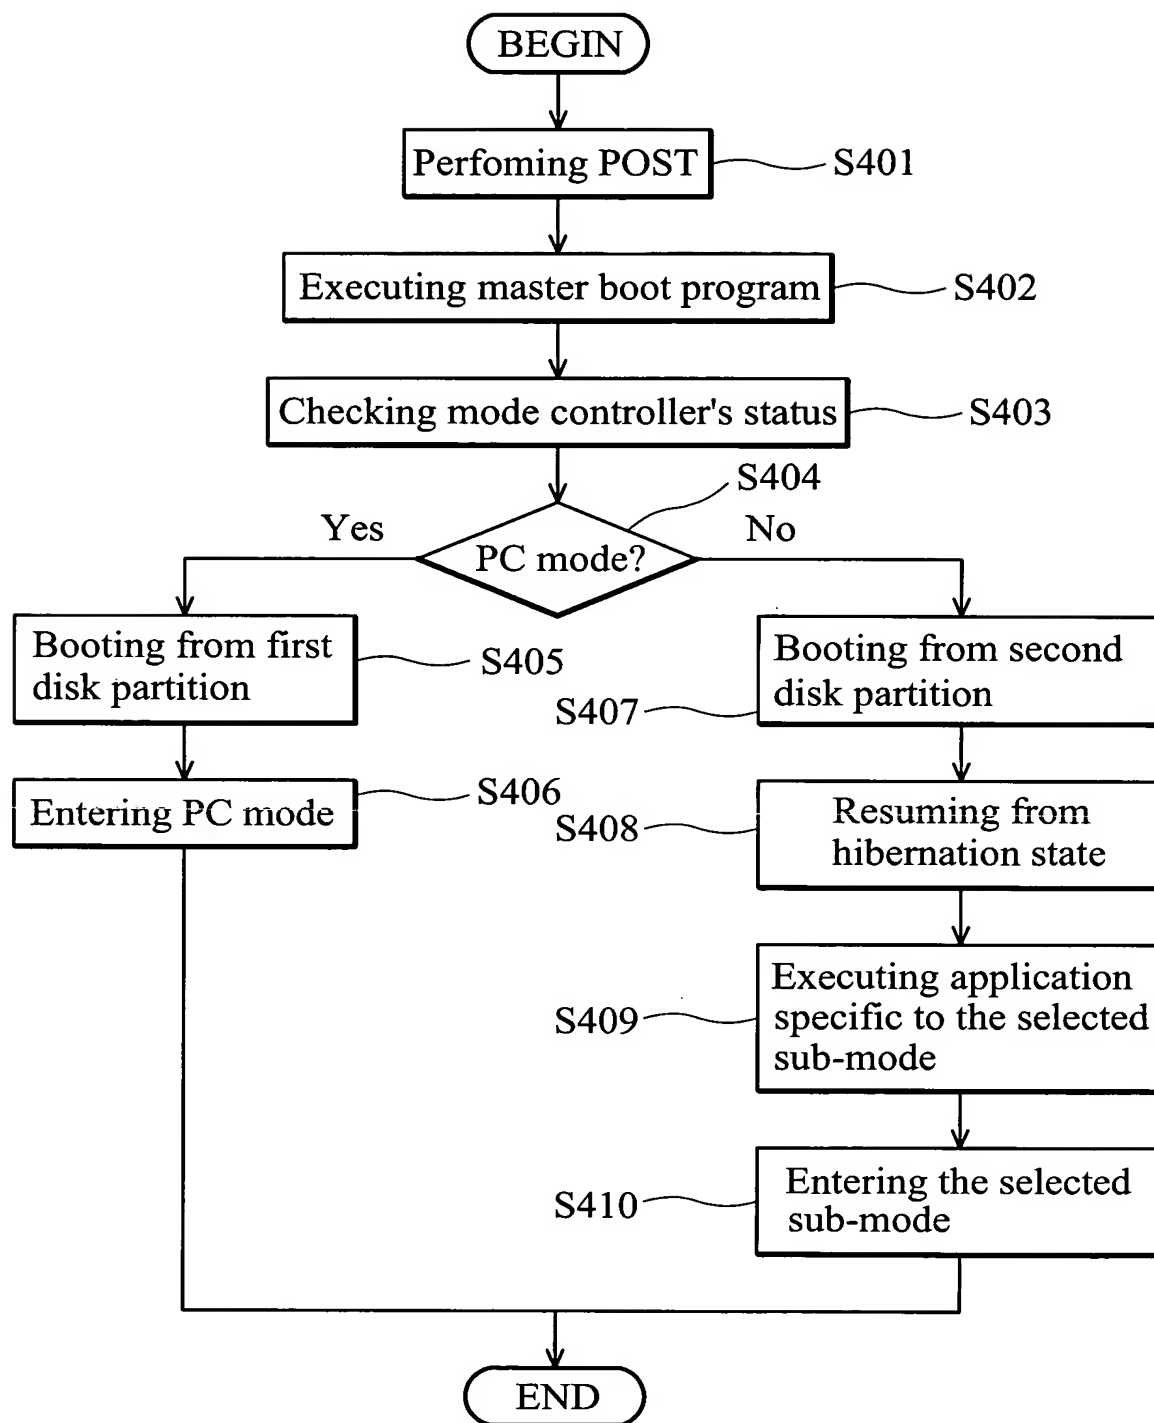 BEGIN
Perfoming POST
S401
Executing master boot program
S402
Checking mode controller's status
S403
S404
Yes
PC mode?
No
Booting from first
disk partition
S405
Entering PC mode
S406
Booting from second
disk partition
S407
Resuming from
hibernation state
S408
Executing application
specific to the selected
sub-mode
S409
Entering the selected
sub-mode
S410
END